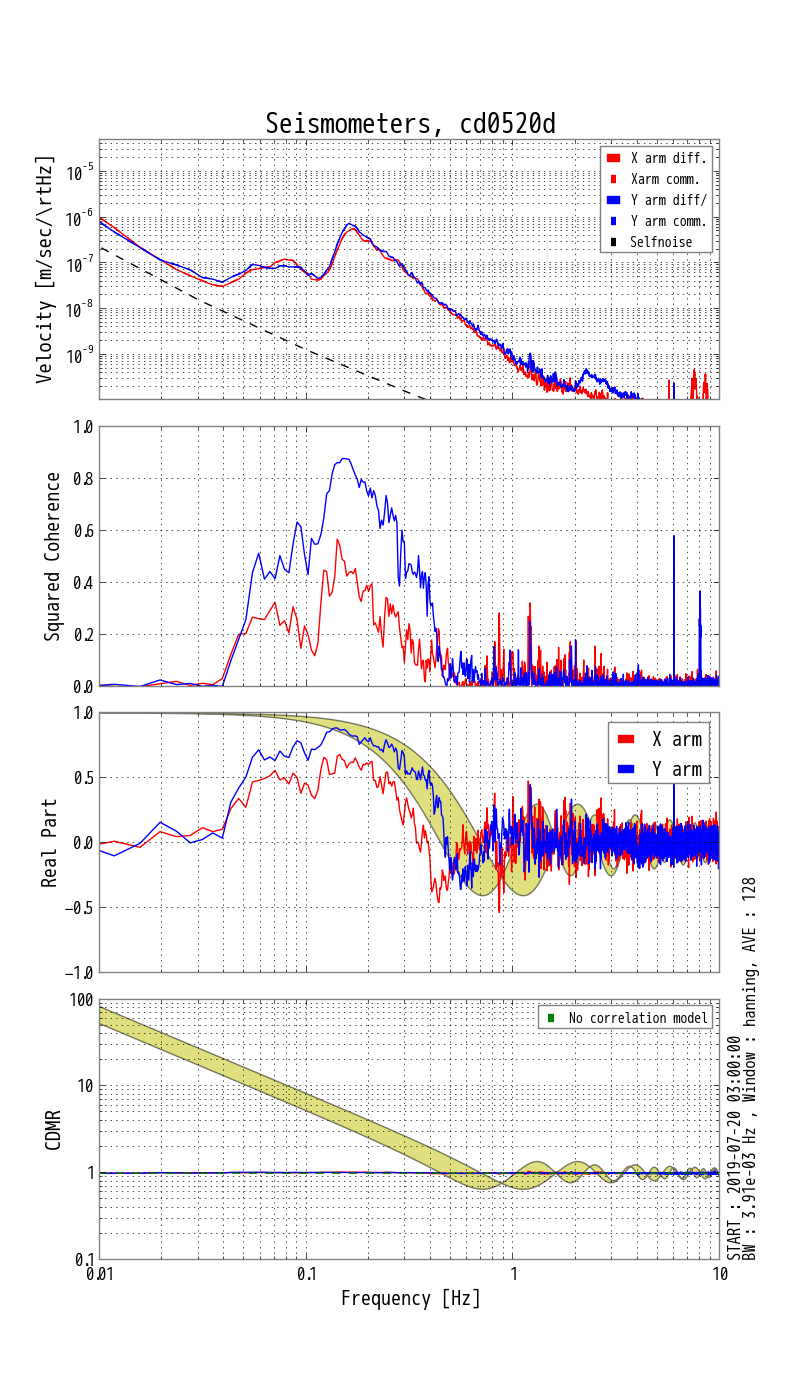 Seismometers, cd0520d
Velocity [m/sec/\rtHz]
10^-5
10^-6
10^-7
10^-8
10^-9
X arm diff.
Xarm comm.
Y arm diff/
Y arm comm.
Selfnoise
Squared Coherence
1.0
0.8
0.6
0.4
0.2
0.0
Real Part
1.0
0.5
0.0
−0.5
−1.0
X arm
Y arm
CDMR
100
10
1
0.1
No correlation model
0.01
0.1
1
10
Frequency [Hz]
START : 2019-07-20 03:00:00
BW : 3.91e-03 Hz , Window : hanning, AVE : 128